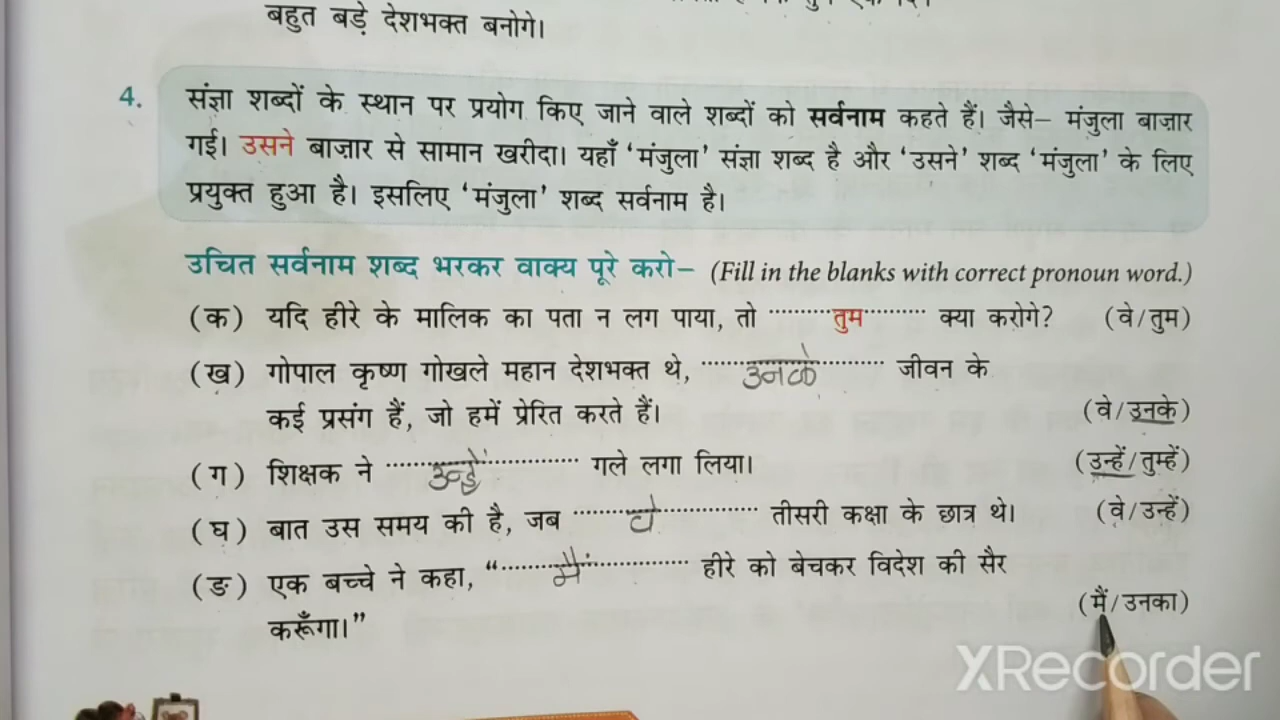 बहुत बड़े देशभक्त बनोगे।
4. संज्ञा शब्दों के स्थान पर प्रयोग किए जाने वाले शब्दों को सर्वनाम कहते हैं। जैसे– मंजुला बाज़ार
गई। उसने बाज़ार से सामान खरीदा। यहाँ 'मंजुला' संज्ञा शब्द है और 'उसने' शब्द 'मंजुला' के लिए
प्रयुक्त हुआ है। इसलिए 'मंजुला' शब्द सर्वनाम है।
उचित सर्वनाम शब्द भरकर वाक्य पूरे करो– (Fill in the blanks with correct pronoun word.)
(क) यदि हीरे के मालिक का पता न लग पाया, तो ..........तुम.......... क्या करोगे? (वे/तुम)
(ख) गोपाल कृष्ण गोखले महान देशभक्त थे, ..........उनके.......... जीवन के
कई प्रसंग हैं, जो हमें प्रेरित करते हैं। (वे/उनके)
(ग) शिक्षक ने ..........उन्हें.......... गले लगा लिया। (उन्हें/तुम्हें)
(घ) बात उस समय की है, जब ..........वे.......... तीसरी कक्षा के छात्र थे। (वे/उन्हें)
(ङ) एक बच्चे ने कहा, "..........मैं.......... हीरे को बेचकर विदेश की सैर
करूँगा।" (मैं/उनका)
XRecorder